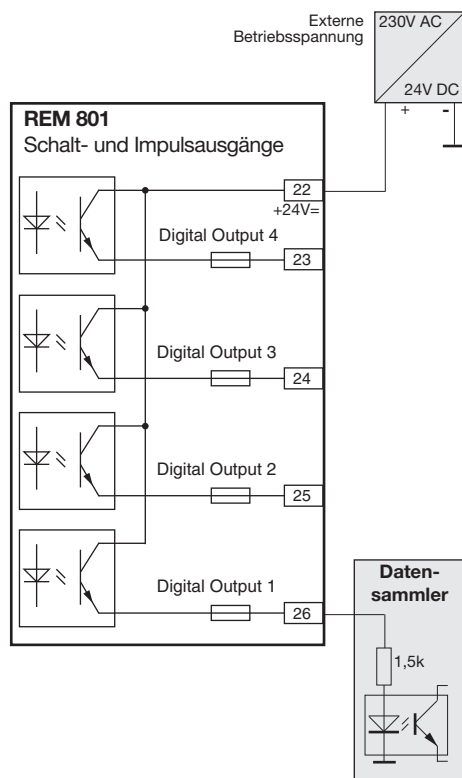 Externe
Betriebsspannung
230V AC
24V DC
+ -
REM 801
Schalt- und Impulsausgänge
22
+24V=
Digital Output 4
23
Digital Output 3
24
Digital Output 2
25
Digital Output 1
26
Daten-
sammler
1,5k